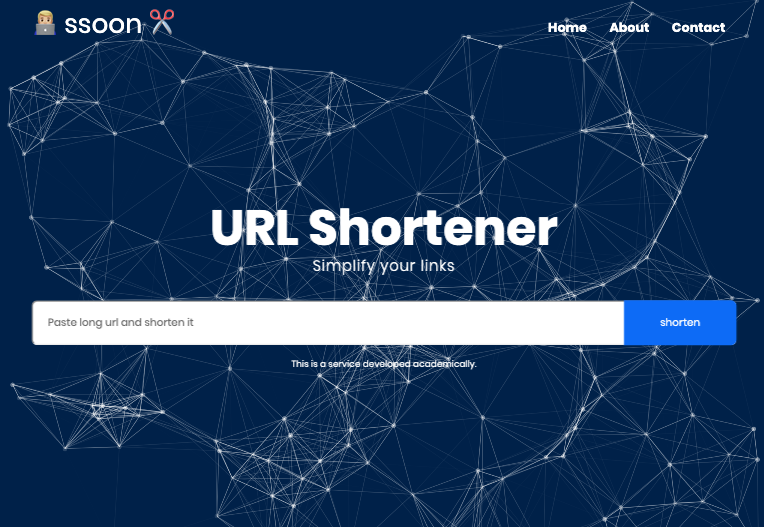 ssoon
Home About Contact
URL Shortener
Simplify your links
Paste long url and shorten it
shorten
This is a service developed academically.